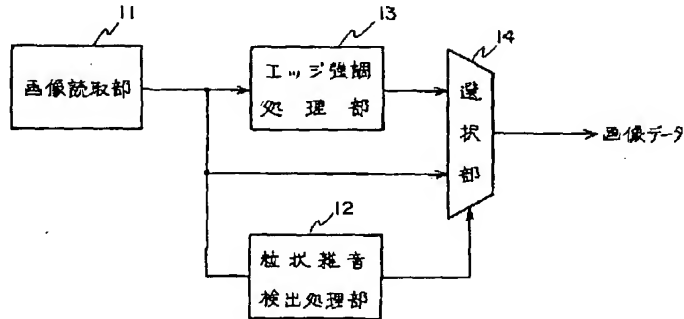 11
画像読取部
13
エッジ強調
処理部
14
選択部
画像データ
12
粒状雑音
検出処理部